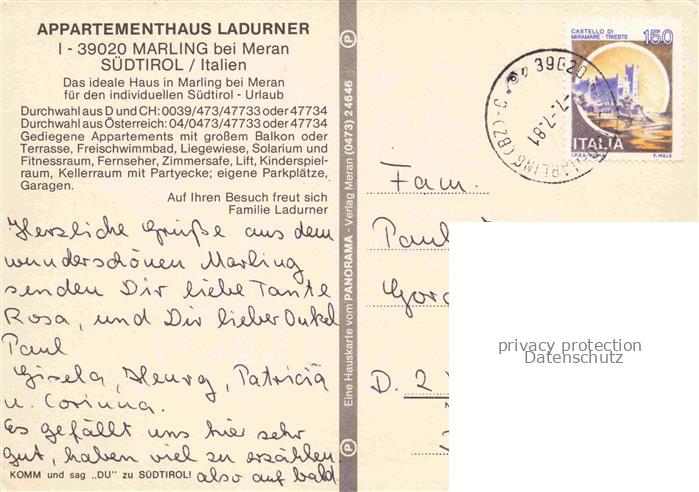 APPARTEMENTHAUS LADURNER
I - 39020 MARLING bei Meran
SÜDTIROL / Italien
Das ideale Haus in Marling bei Meran
für den individuellen Südtirol - Urlaub
Durchwahl aus D und CH: 0039/473/47733 oder 47734
Durchwahl aus Österreich: 04/0473/47733 oder 47734
Gediegene Appartements mit großem Balkon oder
Terrasse, Freischwimmbad, Liegewiese, Solarium und
Fitnessraum, Fernseher, Zimmersafe, Lift, Kinderspiel-
raum, Kellerraum mit Partyecke; eigene Parkplätze,
Garagen.
Auf Ihren Besuch freut sich
Familie Ladurner
Herzliche Grüße aus dem
wunderschönen Marling
senden Dir liebe Tante
Rosa, und Dir lieber Onkel
Paul
Gisela, Henry, Patricia
u. Corinna.
Es gefällt uns hier sehr
gut, haben viel zu erzählen.
also auf bald.
KOMM und sag „DU" zu SÜDTIROL!
Eine Hauskarte vom PANORAMA - Verlag Meran (0473) 24646
P
P
CASTELLO DI
MIRAMARE - TRIESTE
150
ITALIA
I.P.Z.S.-ROMA T. MELE
39020
MARLING (BZ)
-7.-7.81
Fam.
Paul
D. 2
privacy protection
Datenschutz